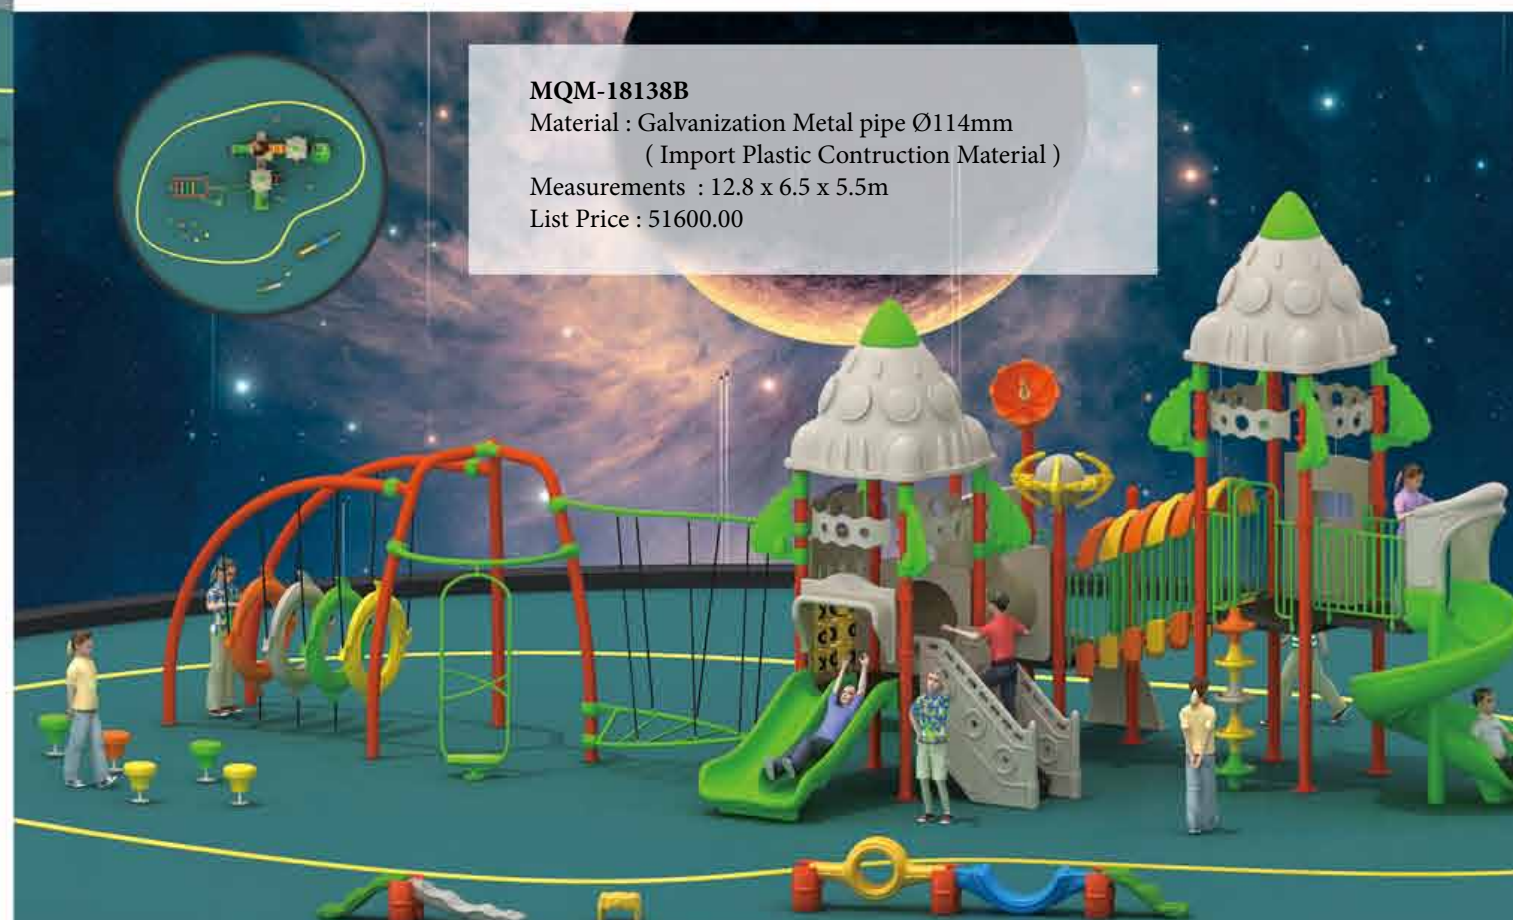 MQM-18138B
Material : Galvanization Metal pipe Ø114mm
( Import Plastic Contruction Material )
Measurements : 12.8 x 6.5 x 5.5m
List Price : 51600.00